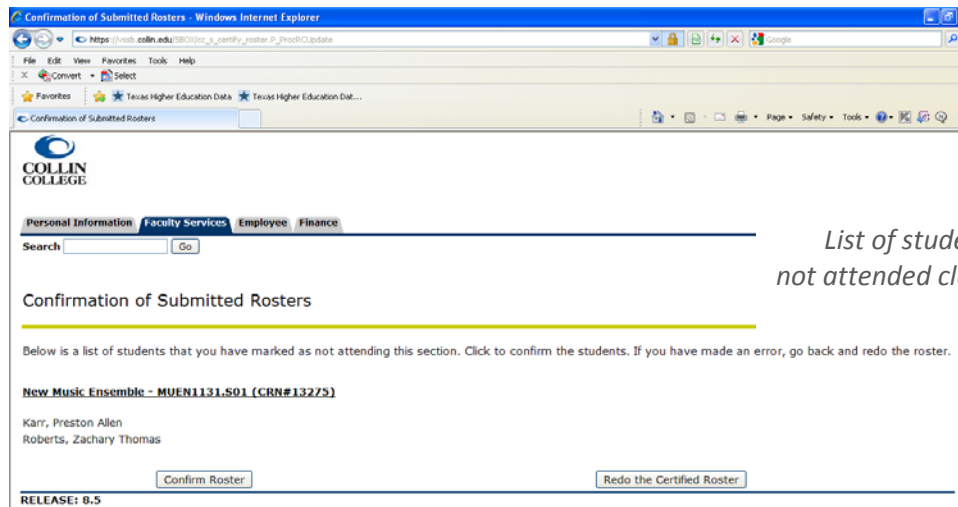 Confirmation of Submitted Rosters - Windows Internet Explorer
https://vssb.collin.edu/SBOX/cc_s_certify_roster.P_ProcRCUpdate
Google
File Edit View Favorites Tools Help
X Convert Select
Favorites Texas Higher Education Data Texas Higher Education Dat...
Confirmation of Submitted Rosters
Page Safety Tools
COLLIN
COLLEGE
Personal Information Faculty Services Employee Finance
Search Go
List of stude
not attended cl
Confirmation of Submitted Rosters
Below is a list of students that you have marked as not attending this section. Click to confirm the students. If you have made an error, go back and redo the roster.
New Music Ensemble - MUEN1131.S01 (CRN#13275)
Karr, Preston Allen
Roberts, Zachary Thomas
Confirm Roster Redo the Certified Roster
RELEASE: 8.5